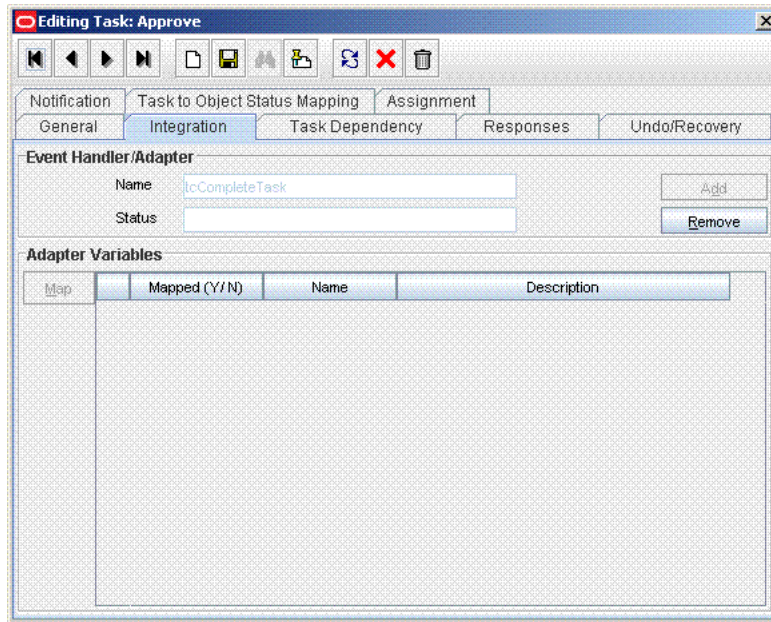 Editing Task: Approve
Notification Task to Object Status Mapping Assignment
General Integration Task Dependency Responses Undo/Recovery
Event Handler/Adapter
Name tcCompleteTask Add
Status Remove
Adapter Variables
Map Mapped (Y/N) Name Description